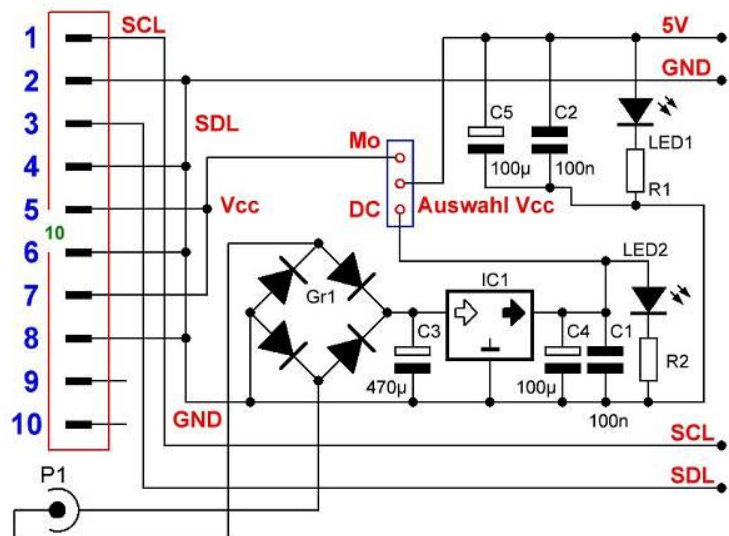 1
SCL
5V
2
GND
3
SDL
C5
C2
Mo
LED1
4
100µ
100n
R1
5
Vcc
DC
Auswahl Vcc
10
6
LED2
7
Gr1
IC1
8
C3
C4
C1
R2
9
470µ
100µ
GND
100n
10
SCL
P1
SDL